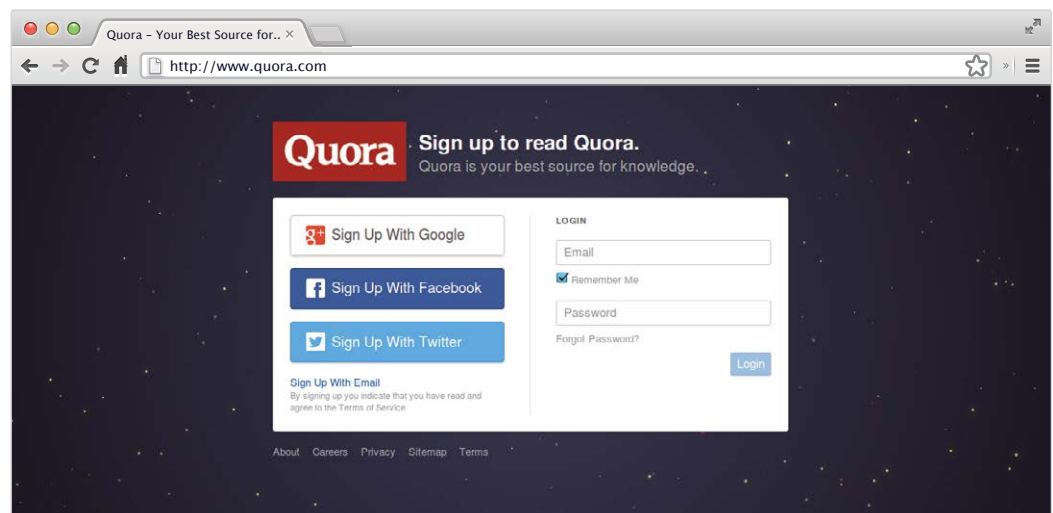 Quora – Your Best Source for..
http://www.quora.com
Quora
Sign up to read Quora.
Quora is your best source for knowledge.
Sign Up With Google
Sign Up With Facebook
Sign Up With Twitter
Sign Up With Email
By signing up you indicate that you have read and
agree to the Terms of Service
LOGIN
Email
Remember Me
Password
Forgot Password?
Login
About Careers Privacy Sitemap Terms